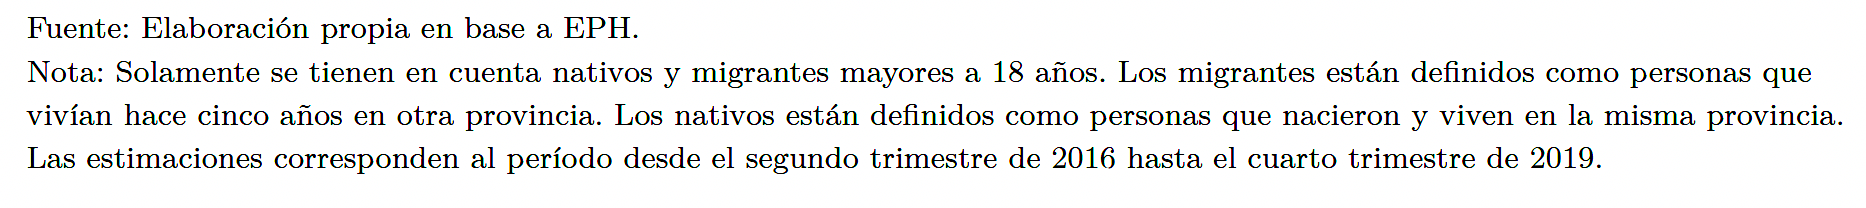 Fuente: Elaboración propia en base a EPH.
Nota: Solamente se tienen en cuenta nativos y migrantes mayores a 18 años. Los migrantes están definidos como personas que
vivían hace cinco años en otra provincia. Los nativos están definidos como personas que nacieron y viven en la misma provincia.
Las estimaciones corresponden al período desde el segundo trimestre de 2016 hasta el cuarto trimestre de 2019.